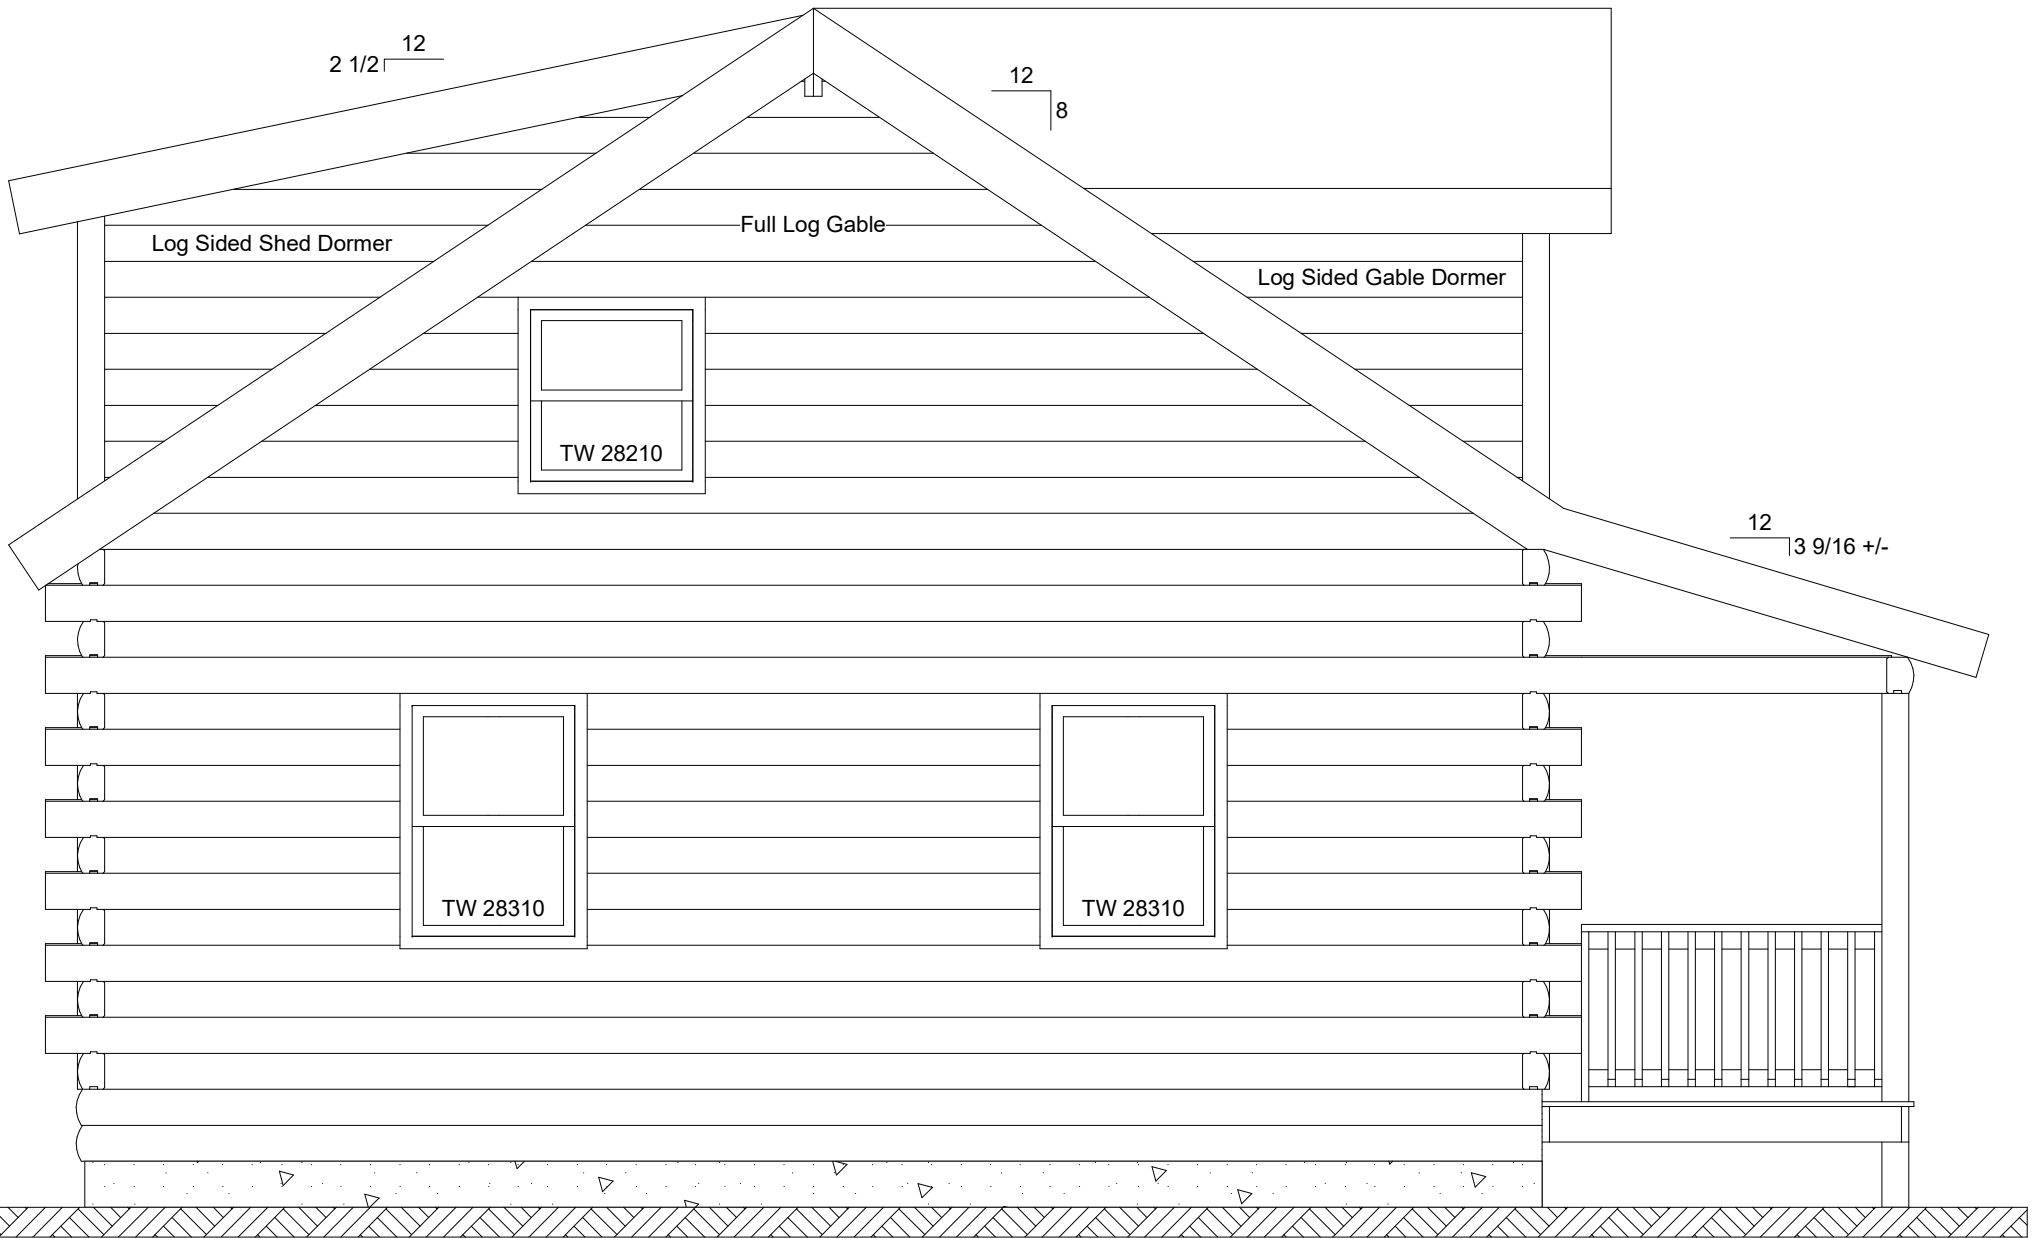 12
2 1/2
12
8
Full Log Gable
Log Sided Shed Dormer
Log Sided Gable Dormer
TW 28210
12
3 9/16 +/-
TW 28310
TW 28310